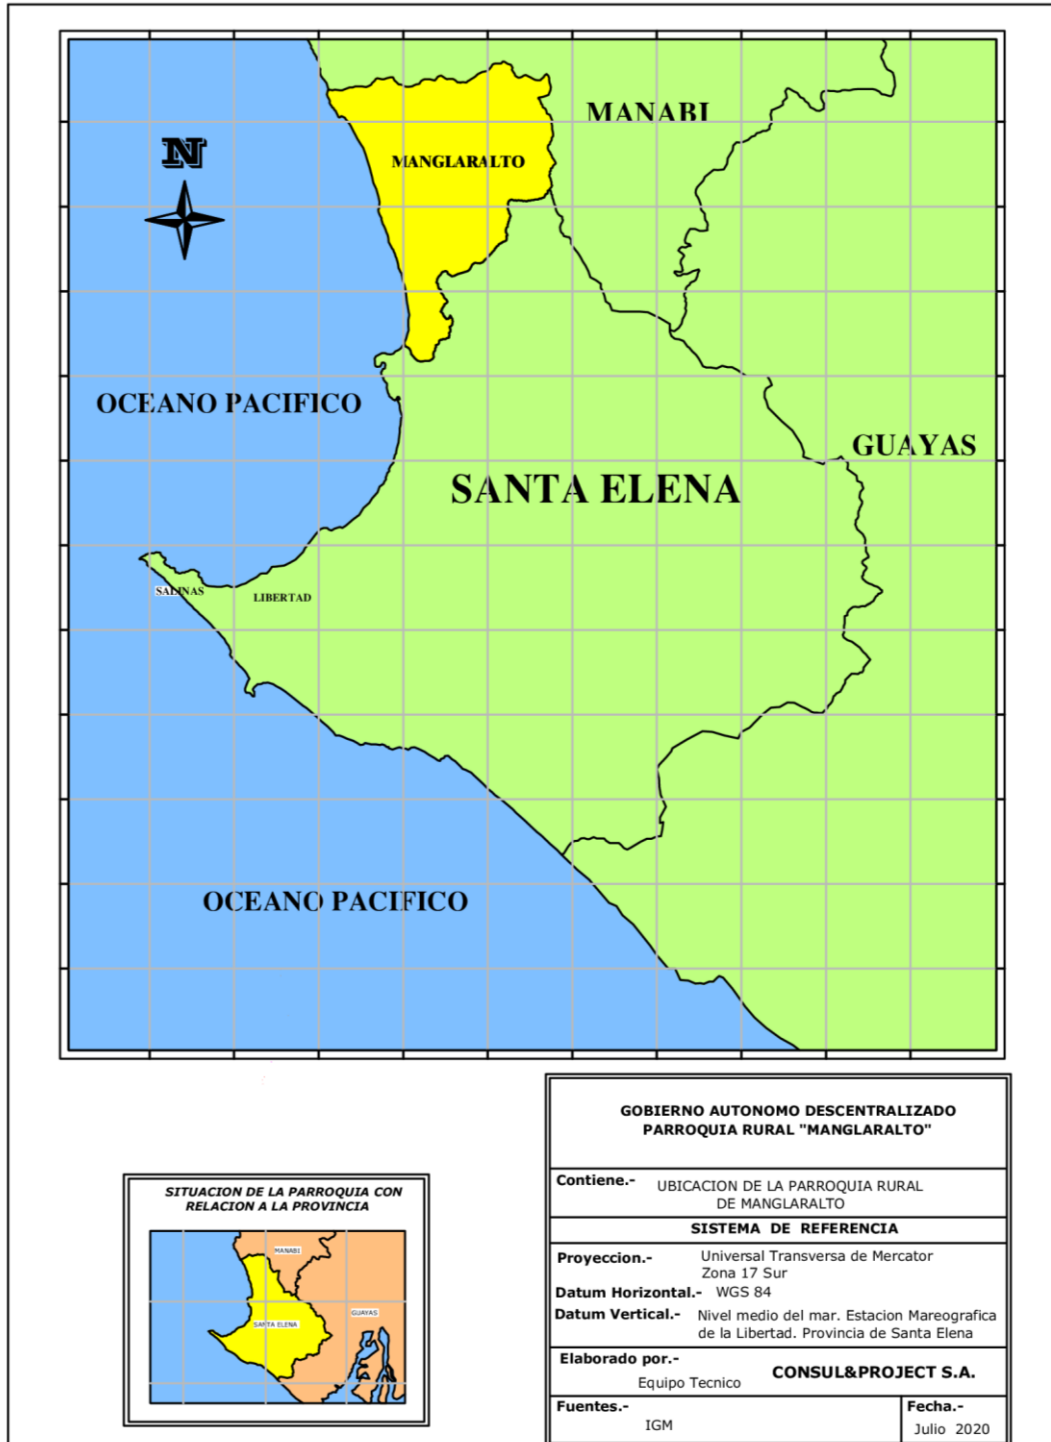 MANABI
N
MANGLARALTO
OCEANO PACIFICO
GUAYAS
SANTA ELENA
SALINAS
LIBERTAD
OCEANO PACIFICO
SITUACION DE LA PARROQUIA CON
RELACION A LA PROVINCIA
MANABI
GUAYAS
SANTA ELENA
GOBIERNO AUTONOMO DESCENTRALIZADO
PARROQUIA RURAL "MANGLARALTO"
Contiene.- UBICACION DE LA PARROQUIA RURAL
DE MANGLARALTO
SISTEMA DE REFERENCIA
Proyeccion.- Universal Transversa de Mercator
Zona 17 Sur
Datum Horizontal.- WGS 84
Datum Vertical.- Nivel medio del mar. Estacion Mareografica
de la Libertad. Provincia de Santa Elena
Elaborado por.-
Equipo Tecnico CONSUL&PROJECT S.A.
Fuentes.-
IGM
Fecha.-
Julio 2020